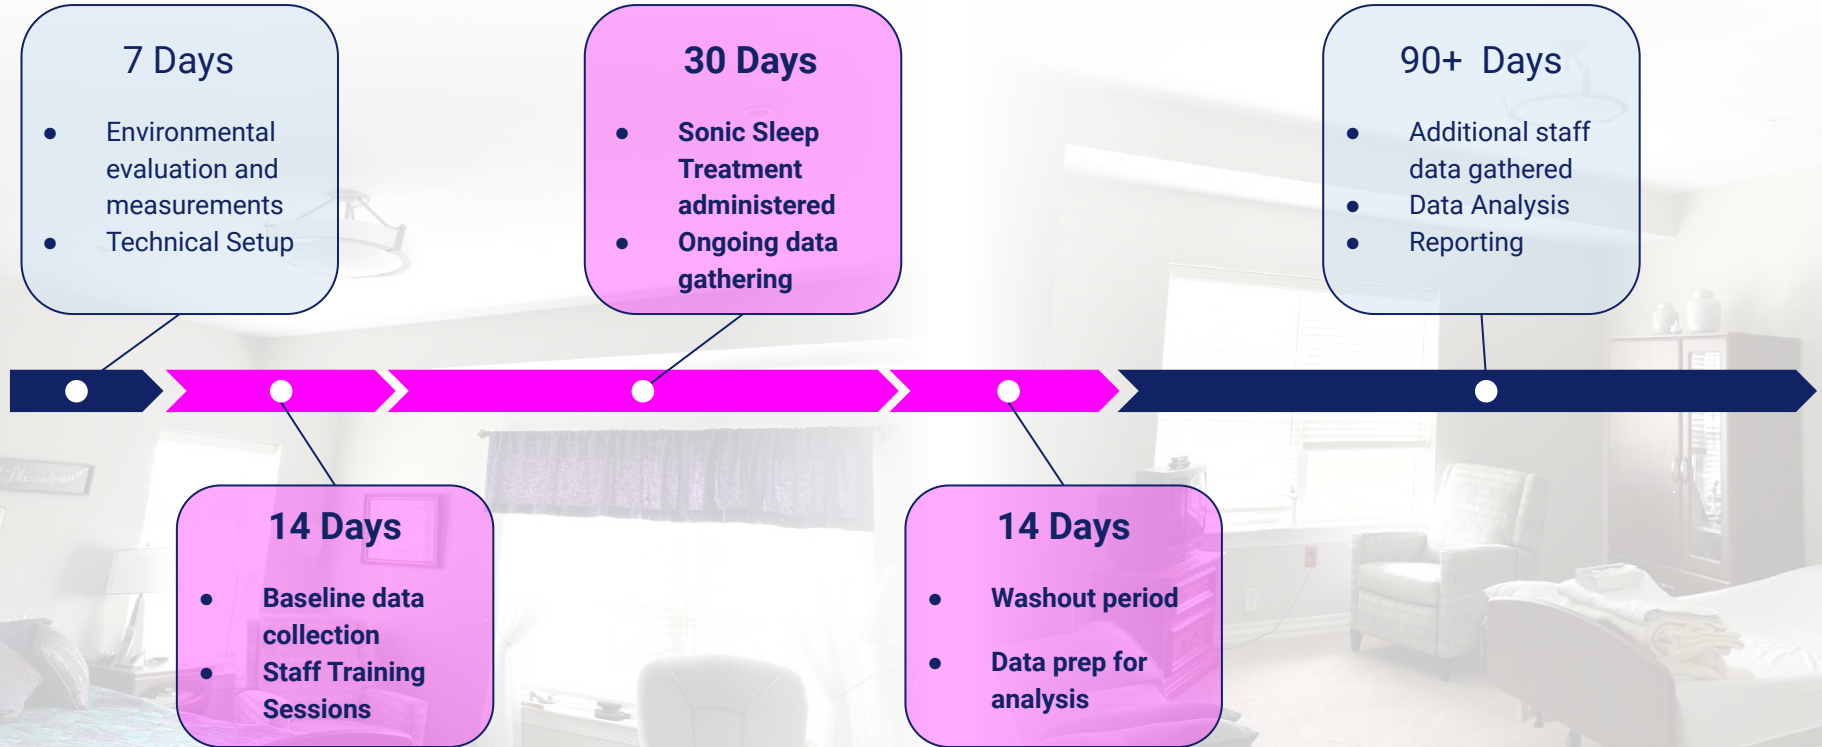 7 Days
● Environmental
evaluation and
measurements
● Technical Setup
30 Days
● Sonic Sleep
Treatment
administered
● Ongoing data
gathering
90+ Days
● Additional staff
data gathered
● Data Analysis
● Reporting
14 Days
● Baseline data
collection
● Staff Training
Sessions
14 Days
● Washout period
● Data prep for
analysis